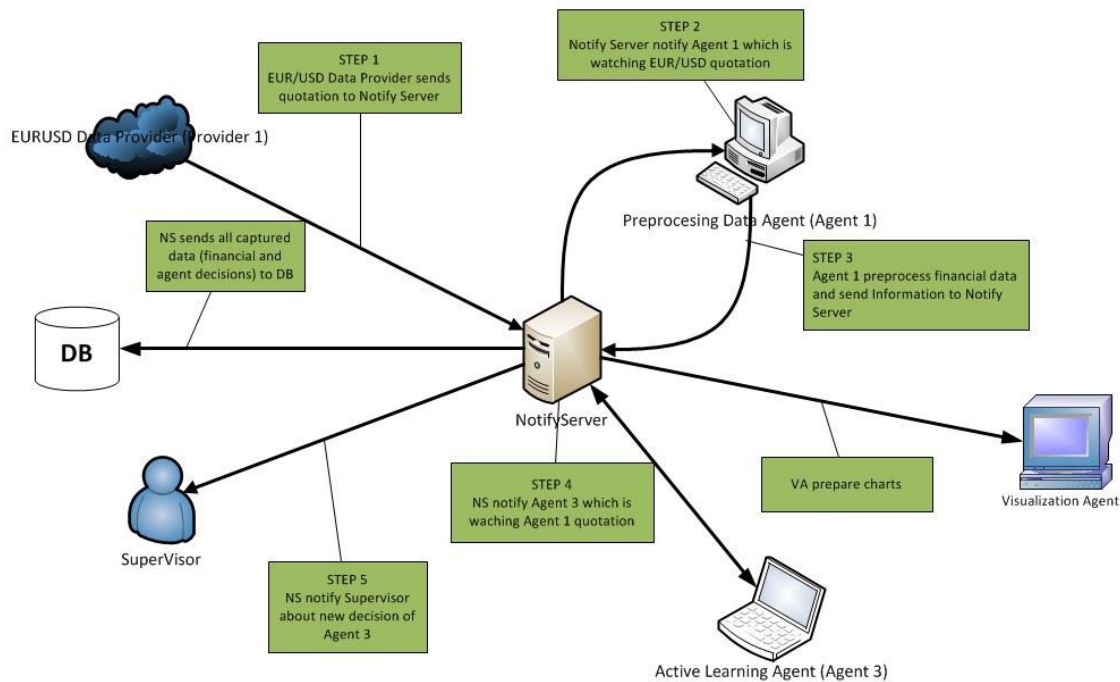 STEP 1
EUR/USD Data Provider sends
quotation to Notify Server
STEP 2
Notify Server notify Agent 1 which is
watching EUR/USD quotation
EURUSD Data Provider (Provider 1)
Preprocesing Data Agent (Agent 1)
NS sends all captured
data (financial and
agent decisions) to DB
STEP 3
Agent 1 preprocess financial data
and send Information to Notify
Server
DB
NotifyServer
STEP 4
NS notify Agent 3 which is
waching Agent 1 quotation
VA prepare charts
Visualization Agent
SuperVisor
STEP 5
NS notify Supervisor
about new decision of
Agent 3
Active Learning Agent (Agent 3)